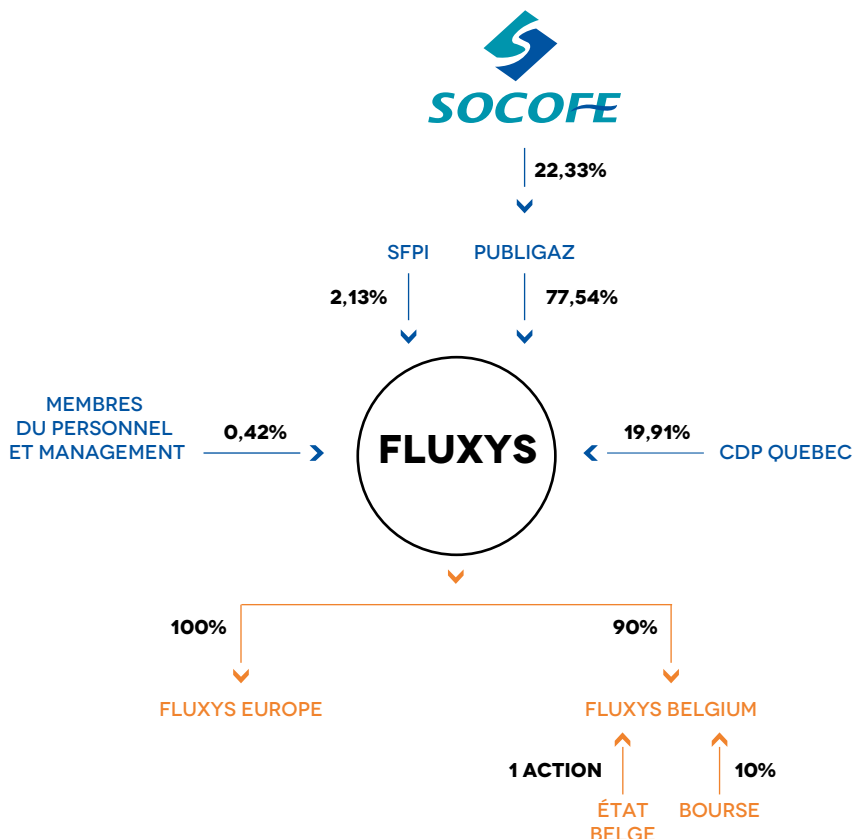 SOCOFE
22,33%
SFPI
PUBLIGAZ
2,13%
77,54%
MEMBRES
DU PERSONNEL
ET MANAGEMENT
0,42%
FLUXYS
19,91%
CDP QUEBEC
100%
90%
FLUXYS EUROPE
FLUXYS BELGIUM
1 ACTION
10%
ÉTAT
BELGE
BOURSE